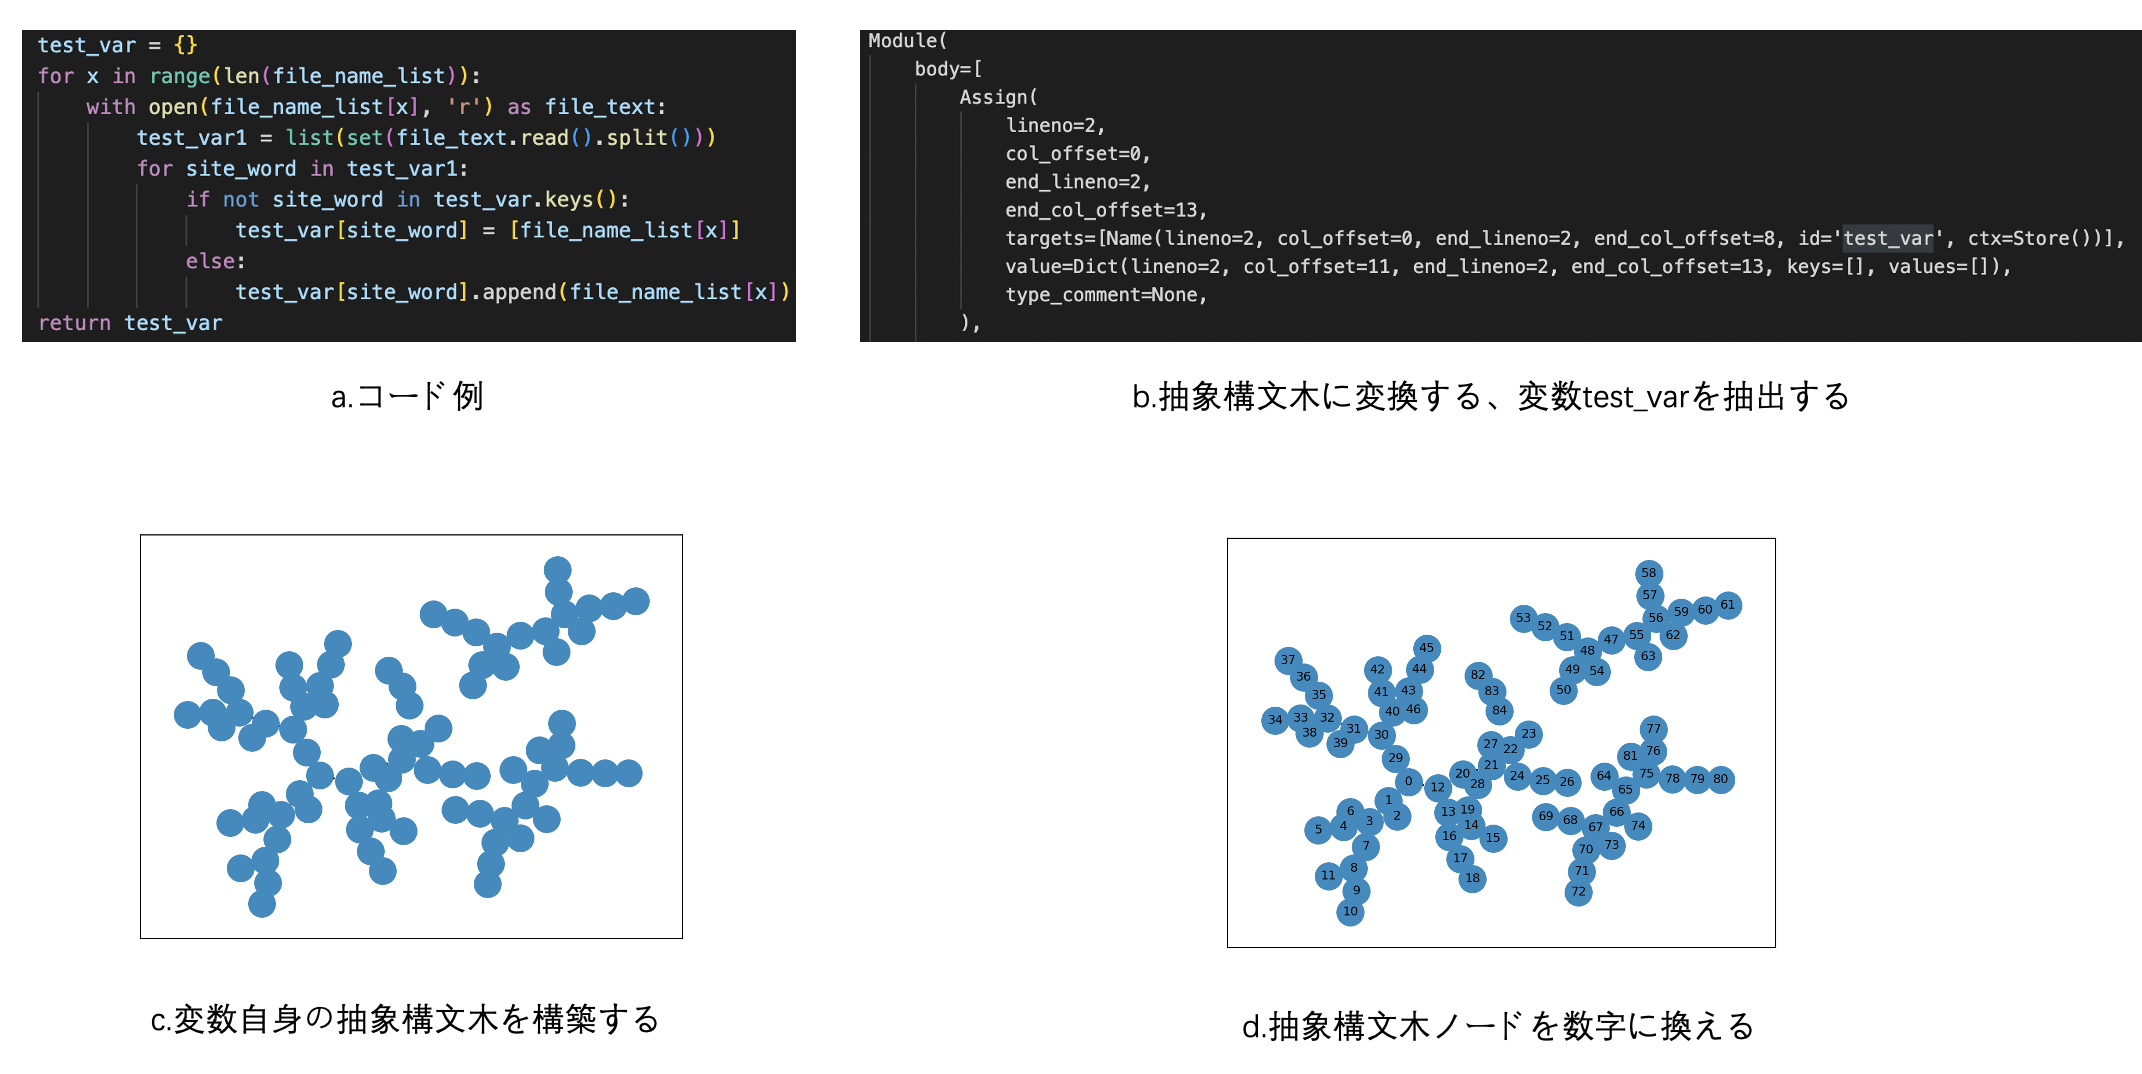 test_var = {}
for x in range(len(file_name_list)):
with open(file_name_list[x], 'r') as file_text:
test_var1 = list(set(file_text.read().split()))
for site_word in test_var1:
if not site_word in test_var.keys():
test_var[site_word] = [file_name_list[x]]
else:
test_var[site_word].append(file_name_list[x])
return test_var
a.コード例
Module(
body=[
Assign(
lineno=2,
col_offset=0,
end_lineno=2,
end_col_offset=13,
targets=[Name(lineno=2, col_offset=0, end_lineno=2, end_col_offset=8, id='test_var', ctx=Store())],
value=Dict(lineno=2, col_offset=11, end_lineno=2, end_col_offset=13, keys=[], values=[]),
type_comment=None,
),
b.抽象構文木に変換する、変数test_varを抽出する
c.変数自身の抽象構文木を構築する
58
57
59 60 61
56
53 52 51 47 55 62
48 63
49 54
50
45
37 42 44 82
36 41 43 83
35 40 46 84
34 33 32 31 30
38 39
29
27 22 23
20 21
0 12 28 24 25 26
77
81 76
64 75 78 79 80
65
1 6 2
5 4 3
13 19
14
16 15
69 68 67 66 74
7
8 11
9
10
17
18
70 73
71
72
d.抽象構文木ノードを数字に換える